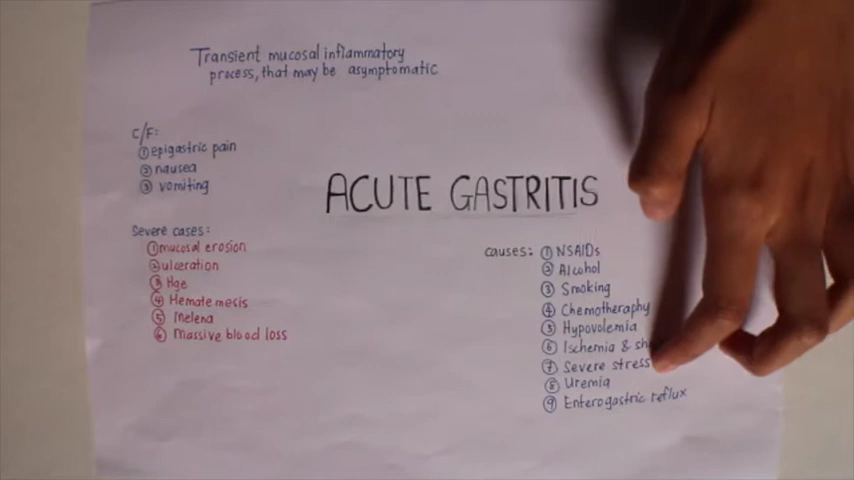 Transient mucosal inflammatory
process, that may be asymptomatic
C/F:
① epigastric pain
② nausea
③ vomiting
ACUTE GASTRITIS
Severe cases:
① mucosal erosion
② ulceration
③ Hge
④ Hematemesis
⑤ Melena
⑥ Massive blood loss
causes: ① NSAIDs
② Alcohol
③ Smoking
④ Chemotheraphy
⑤ Hypovolemia
⑥ Ischemia &
⑦ Severe stress
⑧ Uremia
⑨ Enterogastric reflux